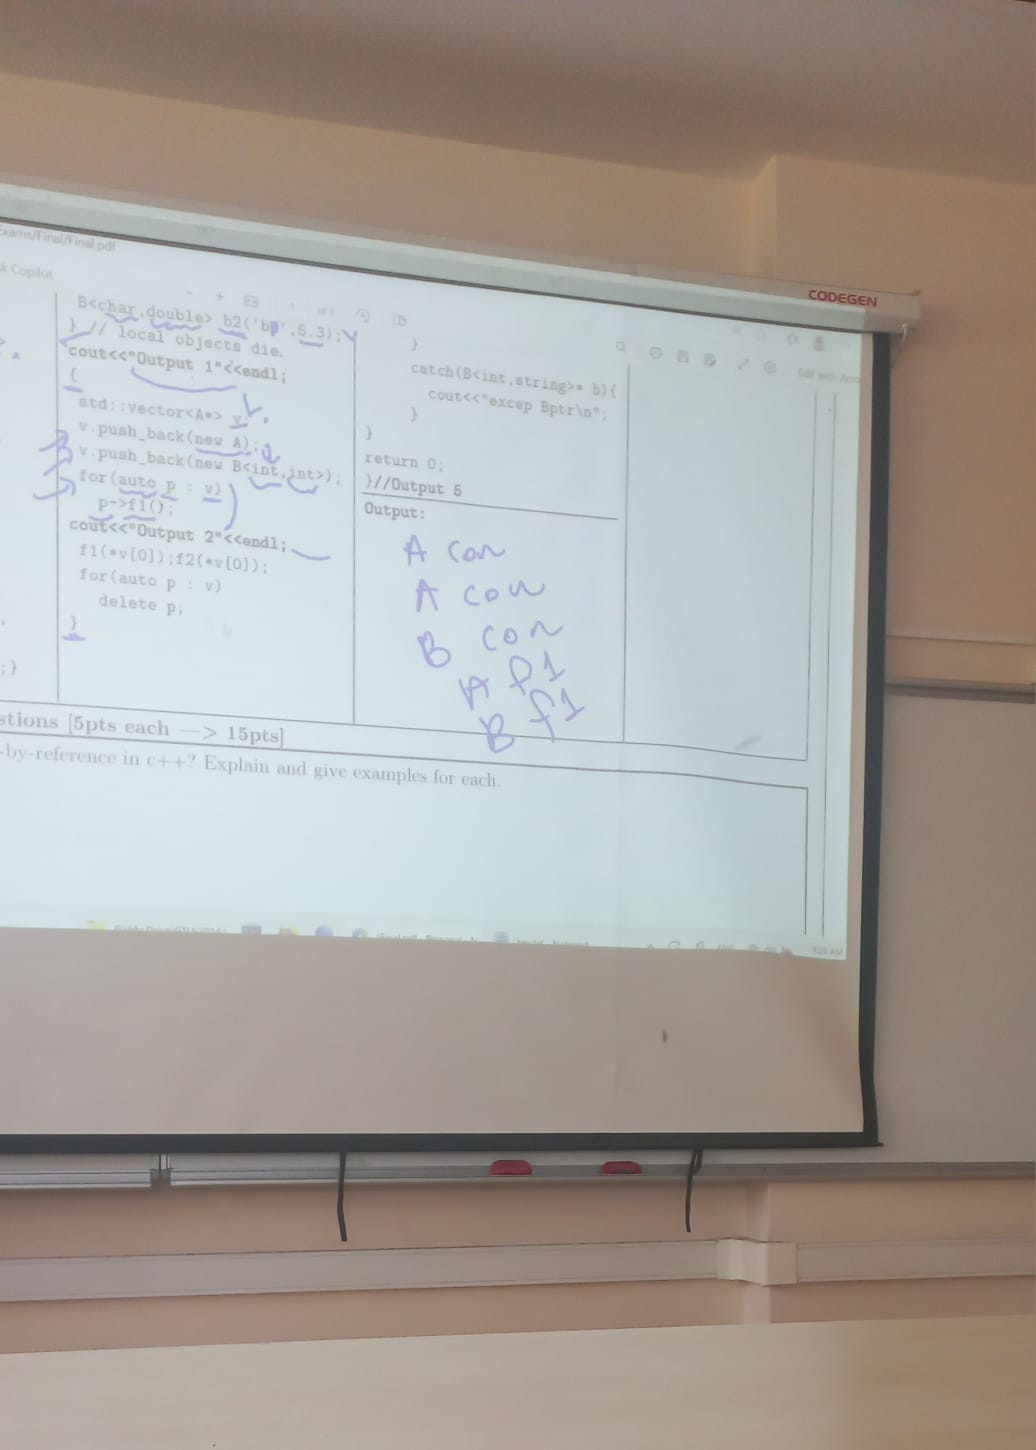 CODEGEN
Exams/Final/Final.pdf
Copilot
B<char,double> b2('b'.5.3);
} // local objects die.
cout<<"Output 1"<<endl;
{
std::vector<A*> v;
v.push_back(new A);
v.push_back(new B<int,int>);
for(auto p : v)
p->f1();
cout<<"Output 2"<<endl;
f1(*v[0]);f2(*v[0]);
for(auto p : v)
delete p;
}
;}
}
catch(B<int,string>* b){
cout<<"excep Bptr\n";
}
}
return 0;
}//Output 5
Output:
A con
A con
B con
A f1
B f1
Edit with
stions [5pts each —> 15pts]
-by-reference in c++? Explain and give examples for each.